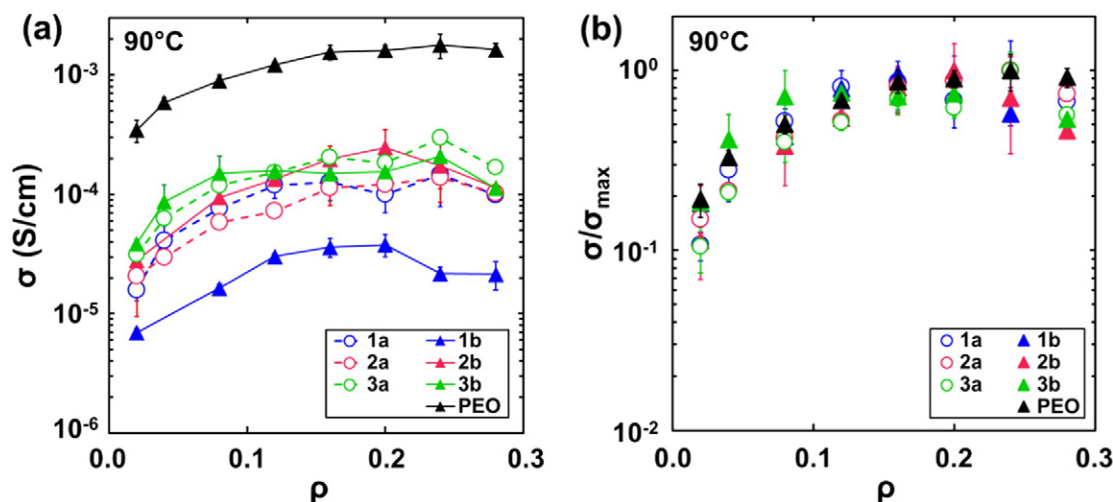 (a)
90°C
10⁻³
10⁻⁴
10⁻⁵
10⁻⁶
σ (S/cm)
1a 1b
2a 2b
3a 3b
PEO
0.0 0.1 0.2 0.3
ρ
(b)
90°C
10⁰
10⁻¹
10⁻²
σ/σmax
1a 1b
2a 2b
3a 3b
PEO
0.0 0.1 0.2 0.3
ρ